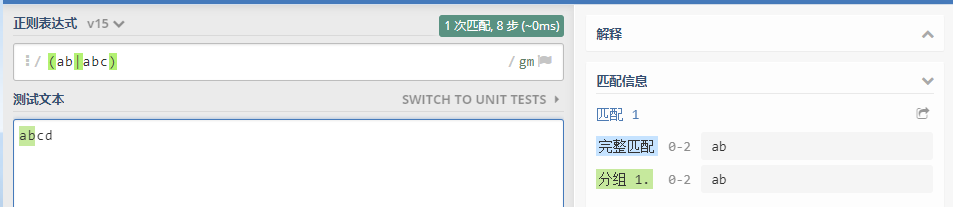 正则表达式 v15
1 次匹配, 8 步 (~0ms)
/ (ab|abc) / gm
测试文本 SWITCH TO UNIT TESTS
abcd
解释
匹配信息
匹配 1
完整匹配 0-2 ab
分组 1. 0-2 ab